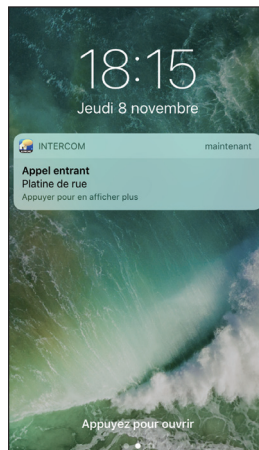 18:15
Jeudi 8 novembre
INTERCOM maintenant
Appel entrant
Platine de rue
Appuyer pour en afficher plus
Appuyez pour ouvrir